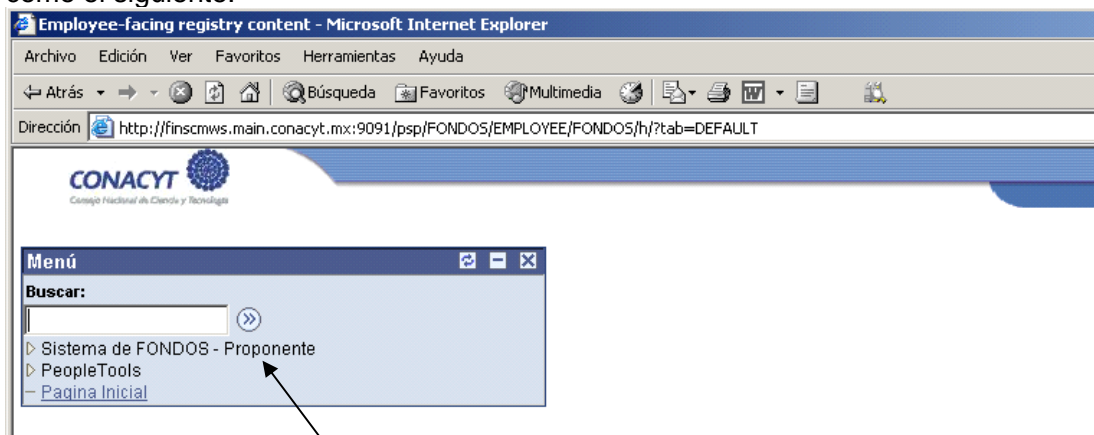 como el siguiente:
Employee-facing registry content - Microsoft Internet Explorer
Archivo Edición Ver Favoritos Herramientas Ayuda
Atrás Búsqueda Favoritos Multimedia
Dirección http://finscmws.main.conacyt.mx:9091/psp/FONDOS/EMPLOYEE/FONDOS/h/?tab=DEFAULT
CONACYT
Consejo Nacional de Ciencia y Tecnología
Menú
Buscar:
Sistema de FONDOS - Proponente
PeopleTools
Pagina Inicial